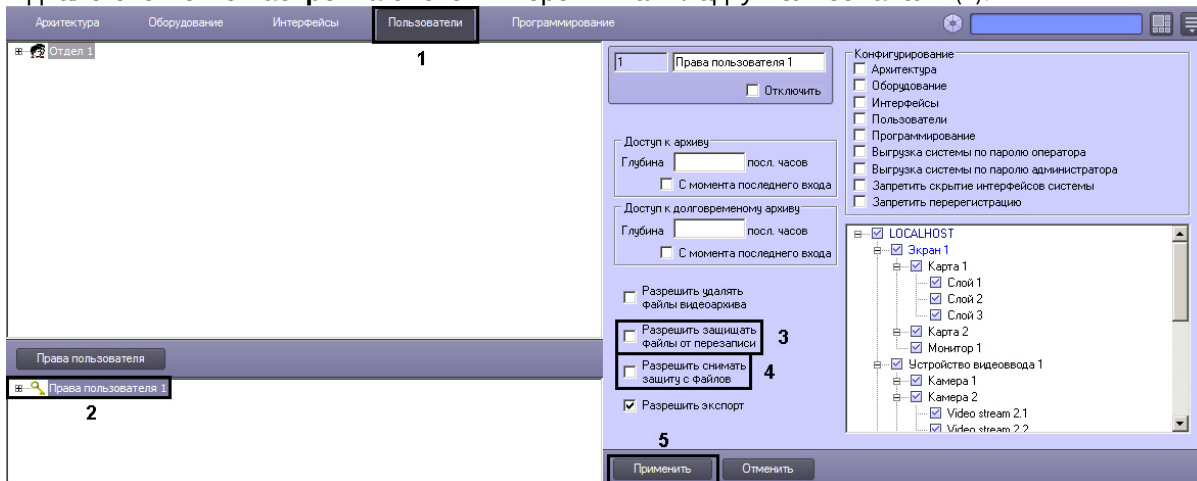 Архитектура Оборудование Интерфейсы Пользователи Программирование
1
Отдел 1
Права пользователя
Права пользователя 1
2
1 Права пользователя 1
Отключить
Доступ к архиву
Глубина посл. часов
С момента последнего входа
Доступ к долговременому архиву
Глубина посл. часов
С момента последнего входа
Разрешить удалять
файлы видеоархива
Разрешить защищать
файлы от перезаписи
3
Разрешить снимать
защиту с файлов
4
Разрешить экспорт
5
Применить Отменить
Конфигурирование
Архитектура
Оборудование
Интерфейсы
Пользователи
Программирование
Выгрузка системы по паролю оператора
Выгрузка системы по паролю администратора
Запретить скрытие интерфейсов системы
Запретить перерегистрацию
LOCALHOST
Экран 1
Карта 1
Слой 1
Слой 2
Слой 3
Карта 2
Монитор 1
Устройство видеоввода 1
Камера 1
Камера 2
Video stream 2.1
Video stream 2.2